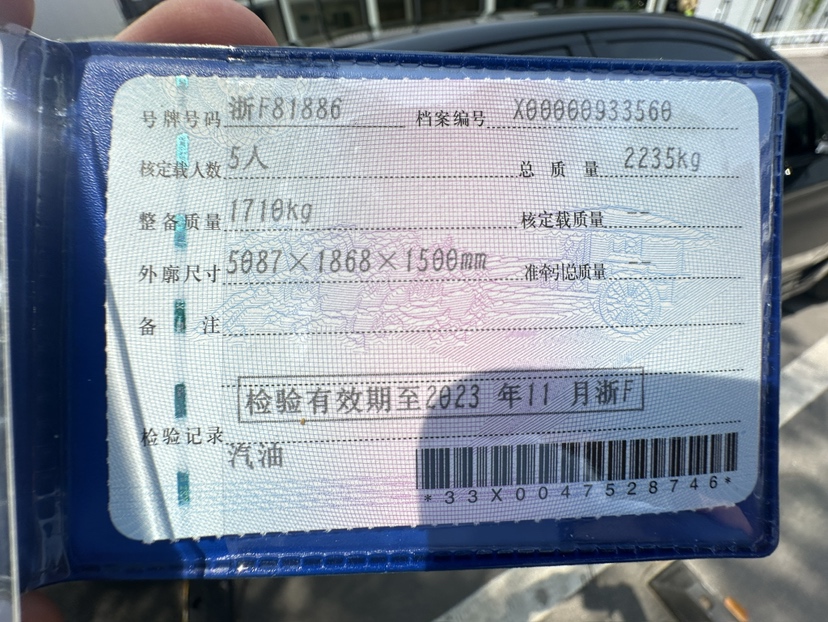 号牌号码 浙F81886 档案编号 X00000933560
核定载人数 5人 总质量 2235kg
整备质量 1710kg 核定载质量 --
外廓尺寸 5087×1868×1500mm 准牵引总质量 --
备注
检验有效期至2023 年11 月浙F
检验记录
汽油
*33X0047528746*